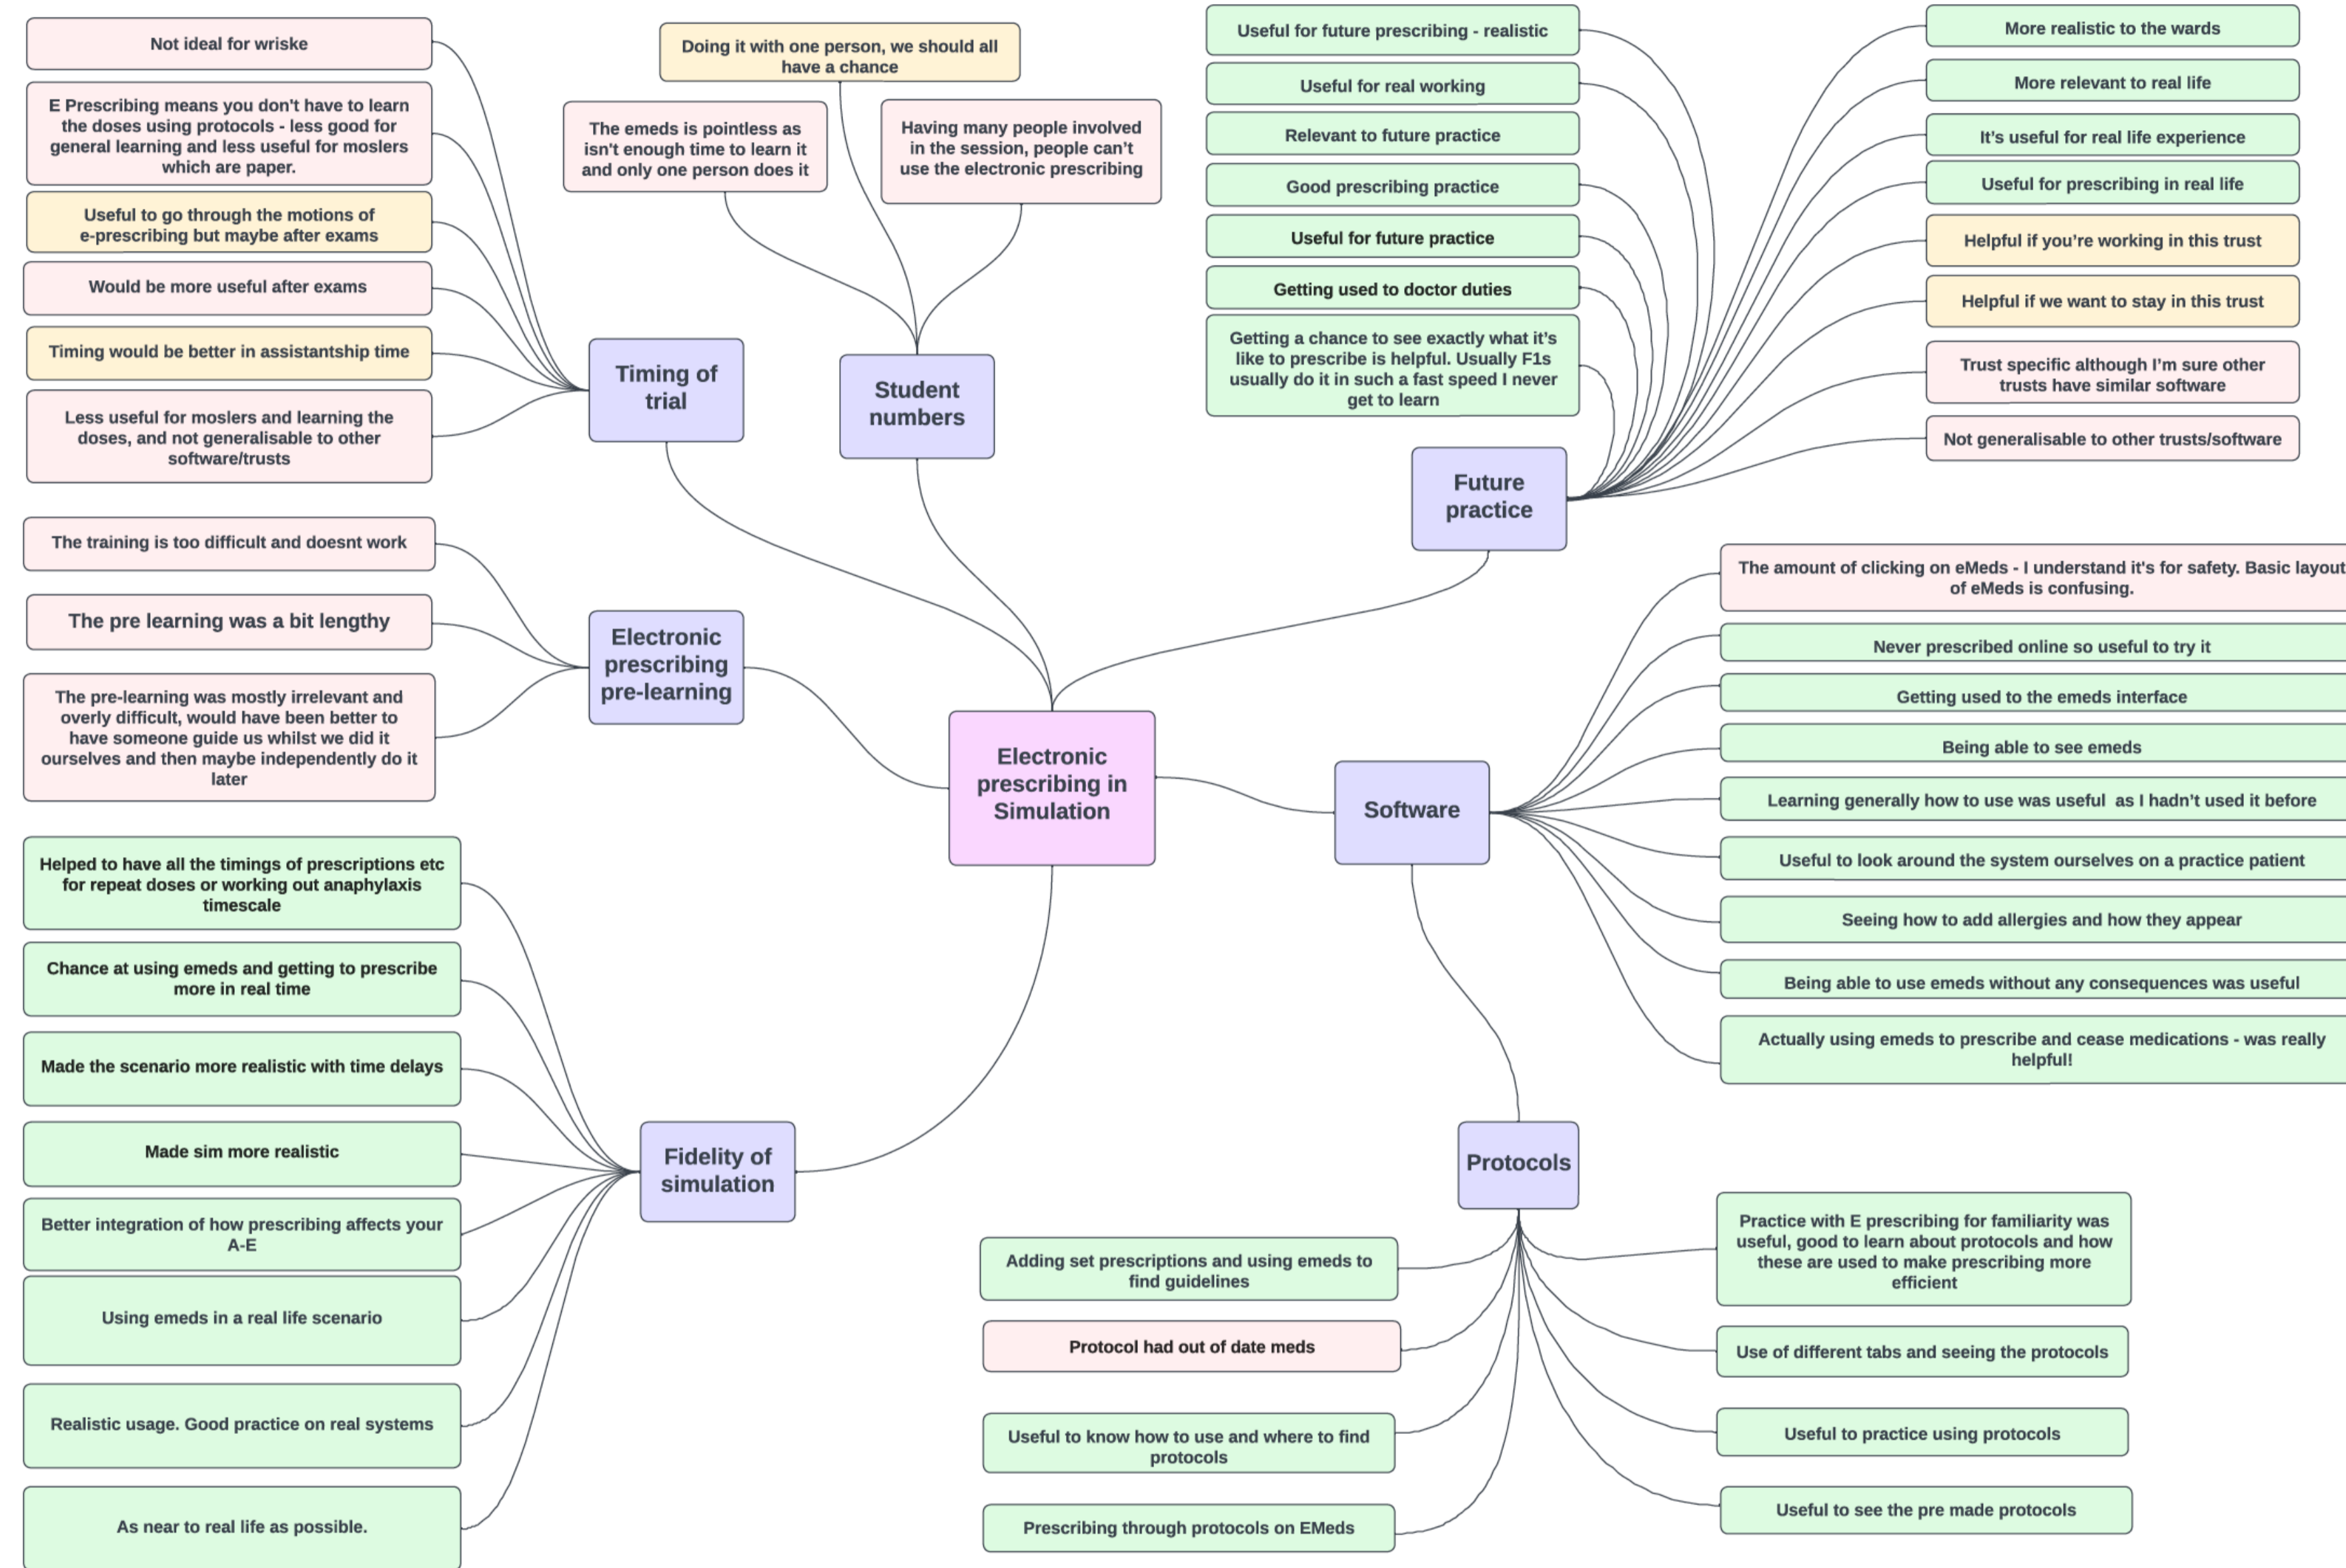 Not ideal for wriske
E Prescribing means you don't have to learn
the doses using protocols - less good for
general learning and less useful for moslers
which are paper.
Useful to go through the motions of
e-prescribing but maybe after exams
Would be more useful after exams
Timing would be better in assistantship time
Less useful for moslers and learning the
doses, and not generalisable to other
software/trusts
Timing of
trial
Doing it with one person, we should all
have a chance
The emeds is pointless as
isn't enough time to learn it
and only one person does it
Having many people involved
in the session, people can’t
use the electronic prescribing
Student
numbers
Useful for future prescribing - realistic
Useful for real working
Relevant to future practice
Good prescribing practice
Useful for future practice
Getting used to doctor duties
Getting a chance to see exactly what it’s
like to prescribe is helpful. Usually F1s
usually do it in such a fast speed I never
get to learn
More realistic to the wards
More relevant to real life
It’s useful for real life experience
Useful for prescribing in real life
Helpful if you’re working in this trust
Helpful if we want to stay in this trust
Trust specific although I’m sure other
trusts have similar software
Not generalisable to other trusts/software
Future
practice
The training is too difficult and doesnt work
The pre learning was a bit lengthy
The pre-learning was mostly irrelevant and
overly difficult, would have been better to
have someone guide us whilst we did it
ourselves and then maybe independently do it
later
Electronic
prescribing
pre-learning
Electronic
prescribing in
Simulation
Software
The amount of clicking on eMeds - I understand it's for safety. Basic layout
of eMeds is confusing.
Never prescribed online so useful to try it
Getting used to the emeds interface
Being able to see emeds
Learning generally how to use was useful  as I hadn’t used it before
Useful to look around the system ourselves on a practice patient
Seeing how to add allergies and how they appear
Being able to use emeds without any consequences was useful
Actually using emeds to prescribe and cease medications - was really
helpful!
Helped to have all the timings of prescriptions etc
for repeat doses or working out anaphylaxis
timescale
Chance at using emeds and getting to prescribe
more in real time
Made the scenario more realistic with time delays
Made sim more realistic
Better integration of how prescribing affects your
A-E
Using emeds in a real life scenario
Realistic usage. Good practice on real systems
As near to real life as possible.
Fidelity of
simulation
Protocols
Adding set prescriptions and using emeds to
find guidelines
Protocol had out of date meds
Useful to know how to use and where to find
protocols
Prescribing through protocols on EMeds
Practice with E prescribing for familiarity was
useful, good to learn about protocols and how
these are used to make prescribing more
efficient
Use of different tabs and seeing the protocols
Useful to practice using protocols
Useful to see the pre made protocols